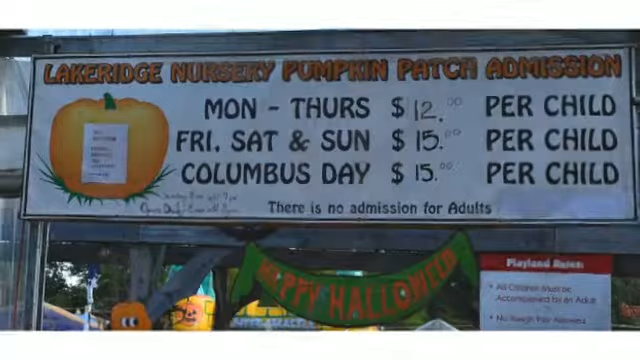 LAKERIDGE NURSERY PUMPKIN PATCH ADMISSION
MON - THURS $ 12.00 PER CHILD
FRI, SAT & SUN $ 15.00 PER CHILD
COLUMBUS DAY $ 15.00 PER CHILD
There is no admission for Adults
HAPPY HALLOWEEN
Playland Rules:
• All Children Must be
Accompanied by an Adult
• No Rough Play Allowed